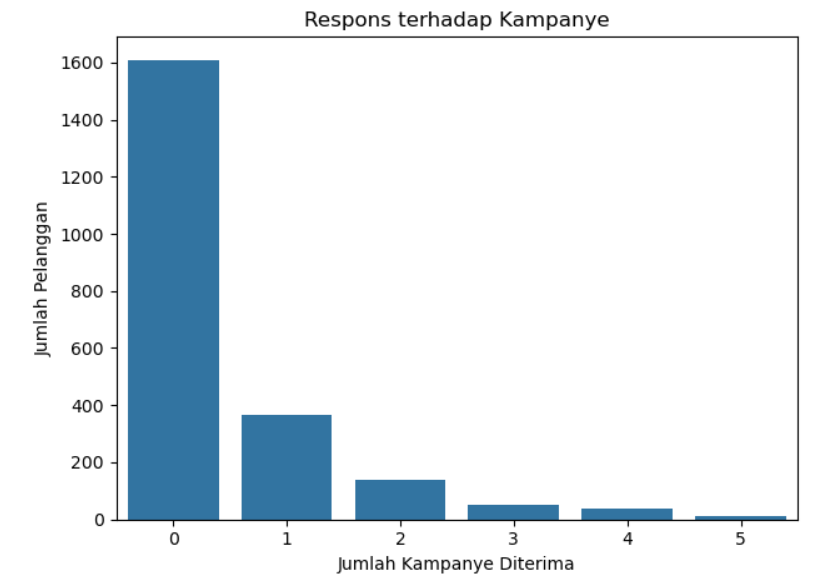 Respons terhadap Kampanye
1600
1400
1200
1000
800
600
400
200
0
Jumlah Pelanggan
0 1 2 3 4 5
Jumlah Kampanye Diterima